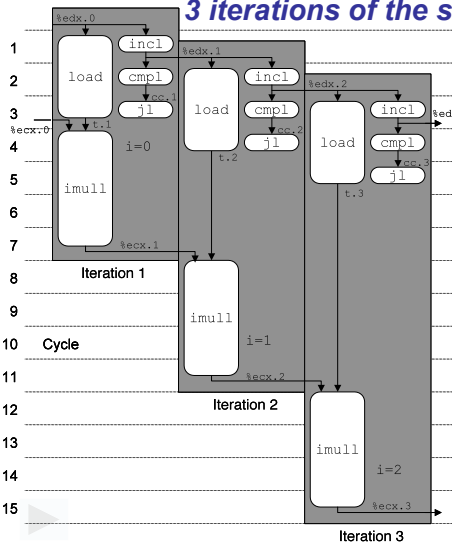 3 iterations of the s
%edx.0
1
incl
%edx.1
2
load
cmpl
incl
%edx.2
cc.1
3
jl
load
cmpl
incl
%ed
%ecx.0
t.1
cc.2
4
i=0
jl
load
cmpl
t.2
cc.3
5
imull
jl
t.3
6
7
%ecx.1
8
Iteration 1
9
imull
10
Cycle
i=1
11
%ecx.2
12
Iteration 2
13
imull
14
i=2
15
%ecx.3
Iteration 3